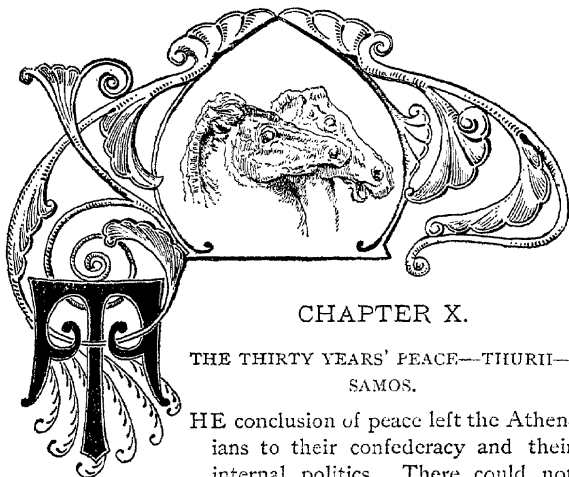 CHAPTER X.
THE THIRTY YEARS' PEACE—THURII—
SAMOS.
THE conclusion of peace left the Athen-
ians to their confederacy and their
internal politics. There could not